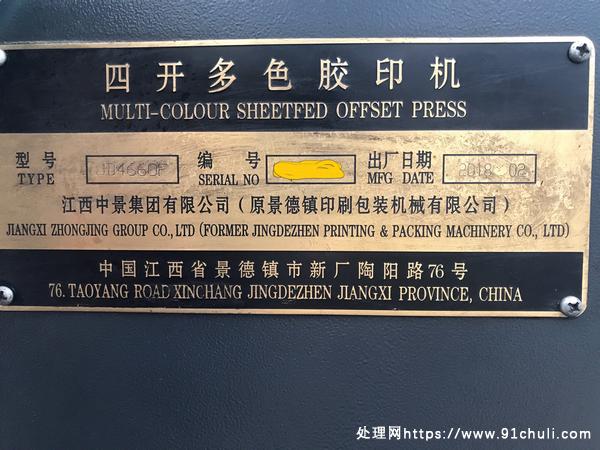 四开多色胶印机
MULTI-COLOUR SHEETFED OFFSET PRESS
型号 编号 出厂日期 2018 02
TYPE SERIAL NO MFG DATE
江西中景集团有限公司(原景德镇印刷包装机械有限公司)
JIANGXI ZHONGJING GROUP CO., LTD (FORMER JINGDEZHEN PRINTING & PACKING MACHINERY CO., LTD)
中国江西省景德镇市新厂陶阳路76号
76. TAOYANG ROAD XINCHANG JINGDEZHEN JIANGXI PROVINCE, CHINA
处理网https://www.91chuli.com